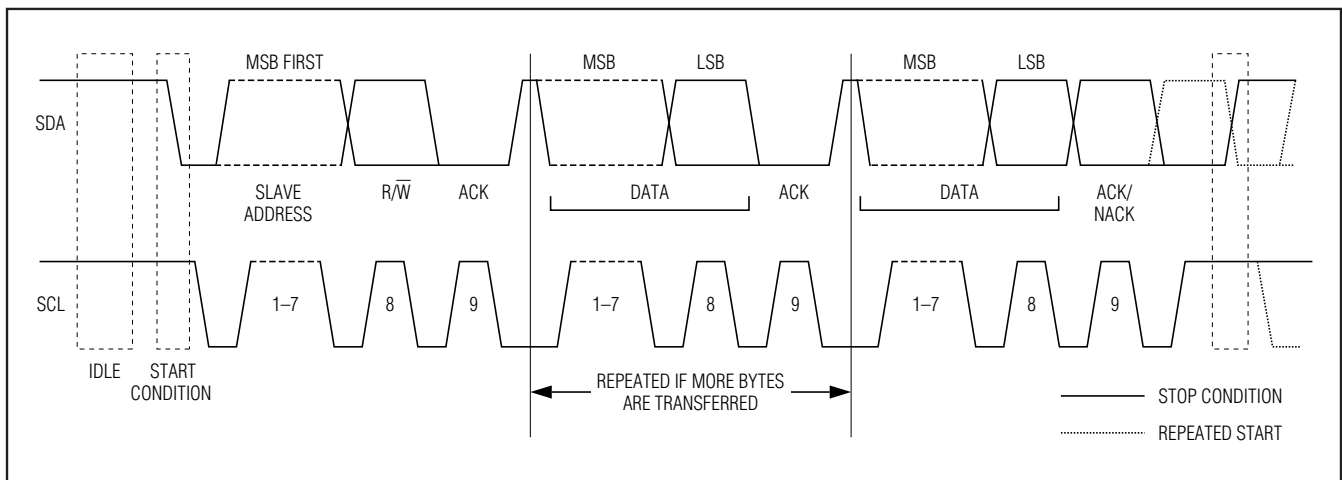 MSB FIRST
MSB
LSB
MSB
LSB
SDA
SLAVE
ADDRESS
R/W̅
ACK
DATA
ACK
DATA
ACK/
NACK
SCL
1–7
8
9
1–7
8
9
1–7
8
9
IDLE
START
CONDITION
REPEATED IF MORE BYTES
ARE TRANSFERRED
STOP CONDITION
REPEATED START